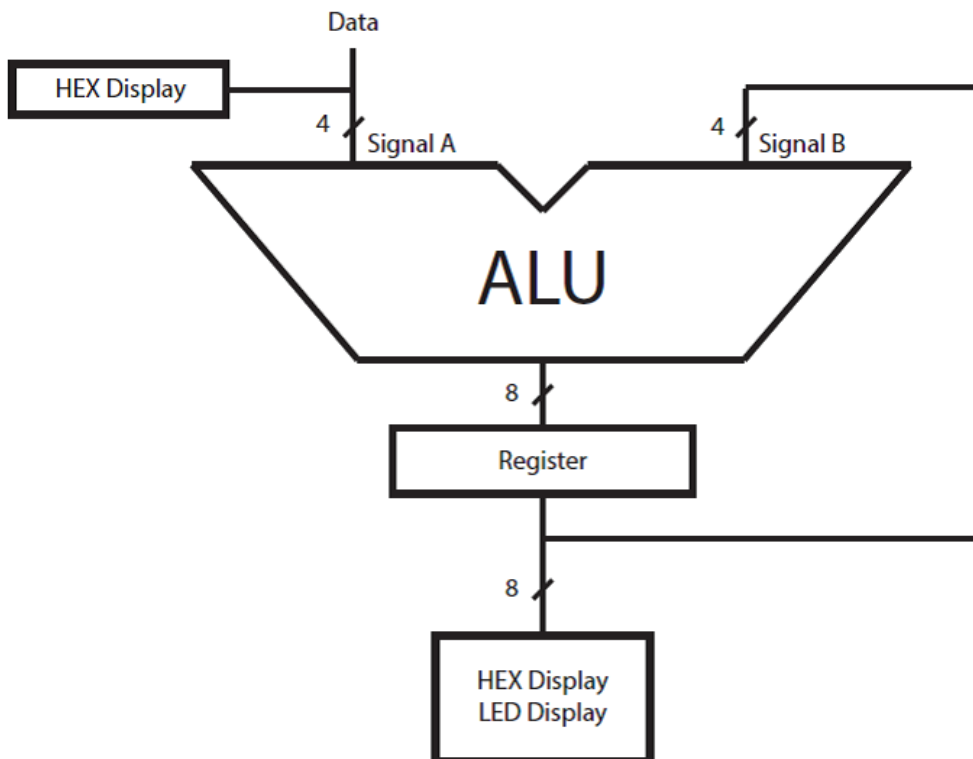 Data
HEX Display
4
Signal A
4
Signal B
ALU
8
Register
8
HEX Display
LED Display